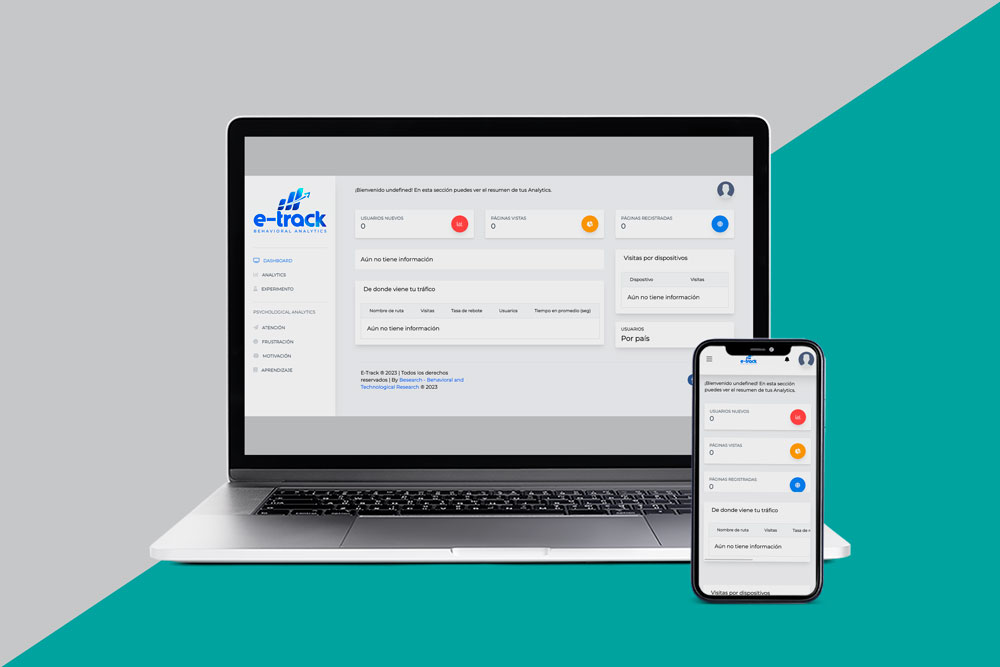 e-track
BEHAVIORAL ANALYTICS
DASHBOARD
ANALYTICS
EXPERIMENTO
PSYCHOLOGICAL ANALYTICS
ATENCIÓN
FRUSTRACIÓN
MOTIVACIÓN
APRENDIZAJE
¡Bienvenido undefined! En esta sección puedes ver el resumen de tus Analytics.
USUARIOS NUEVOS
0
PÁGINAS VISTAS
0
PÁGINAS REGISTRADAS
0
Aún no tiene información
De donde viene tu tráfico
Nombre de ruta Visitas Tasa de rebote Usuarios Tiempo en promedio (seg)
Aún no tiene información
Visitas por dispositivos
Dispositivo Visitas
Aún no tiene información
USUARIOS
Por país
E-Track ® 2023 | Todos los derechos
reservados | By Besearch - Behavioral and
Technological Research ® 2023
e-track
¡Bienvenido undefined! En esta sección
puedes ver el resumen de tus Analytics.
USUARIOS NUEVOS
0
PÁGINAS VISTAS
0
PÁGINAS REGISTRADAS
0
De donde viene tu tráfico
Nombre de ruta Visitas Tasa de r
Aún no tiene información
Visitas por dispositivos